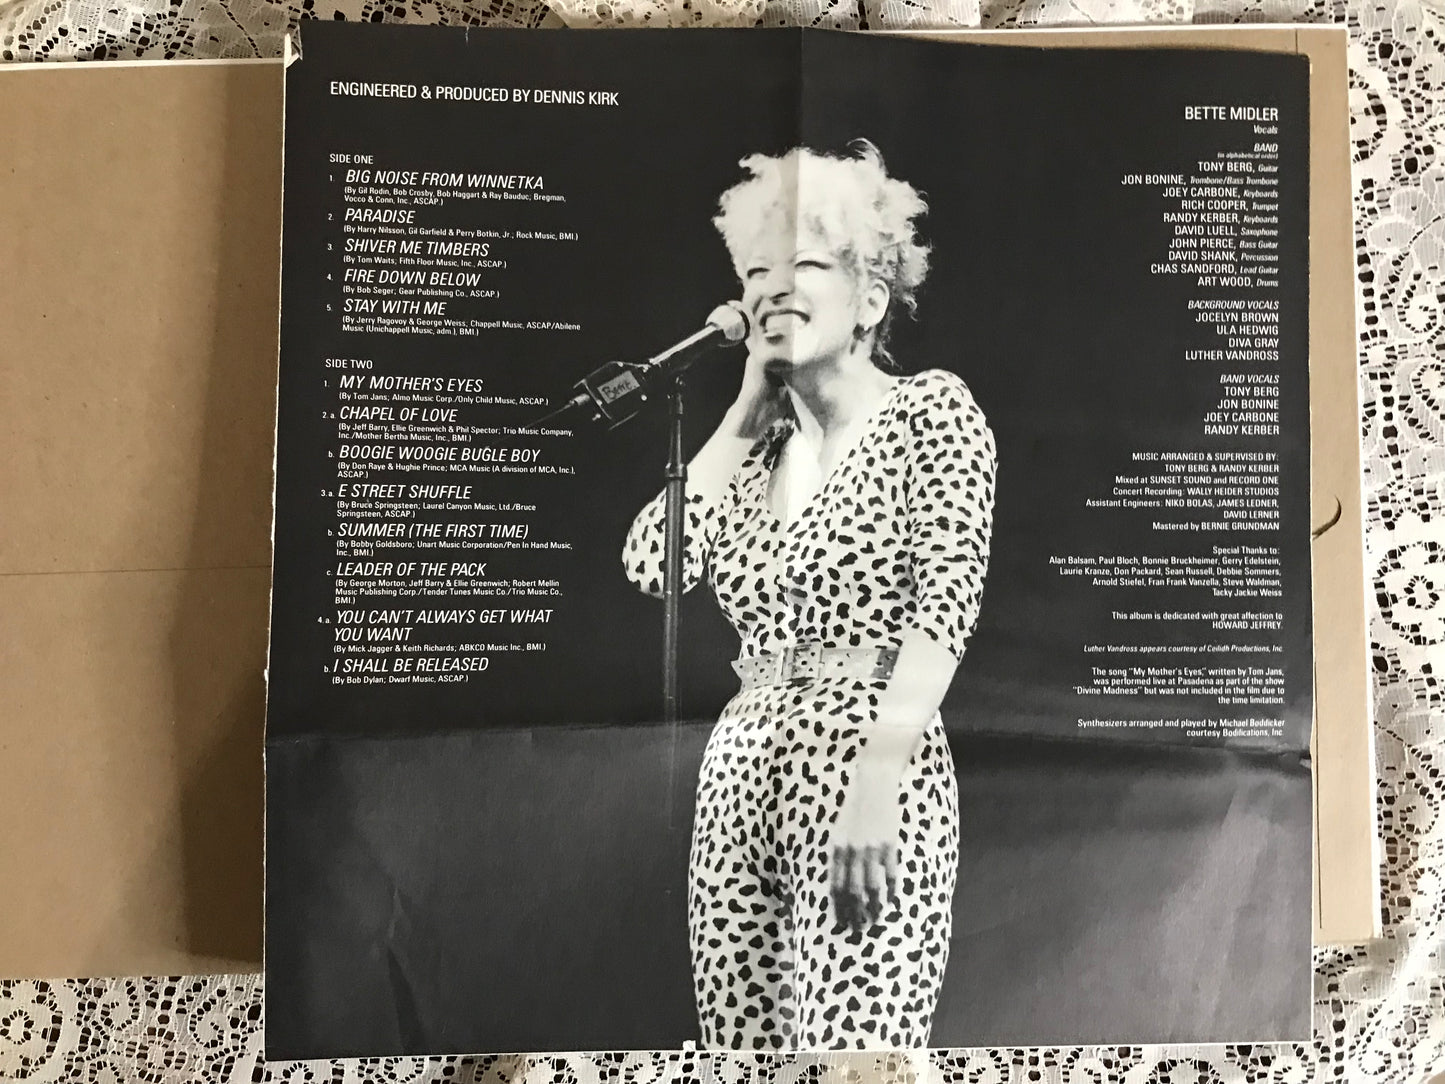 ENGINEERED & PRODUCED BY DENNIS KIRK
SIDE ONE
1. BIG NOISE FROM WINNETKA
(By Gil Rodin, Bob Crosby, Bob Haggart & Ray Bauduc, Bregman,
Vocco & Conn, Inc., ASCAP.)
2. PARADISE
(By Harry Nilsson, Gil Garfield & Perry Botkin, Jr.; Rock Music, BMI.)
3. SHIVER ME TIMBERS
(By Tom Waits; Fifth Floor Music, Inc., ASCAP.)
4. FIRE DOWN BELOW
(By Bob Seger; Gear Publishing Co., ASCAP.)
5. STAY WITH ME
(By Jerry Ragovoy & George Weiss; Chappell Music, ASCAP/Abilene
Music (Unichappell Music, adm.), BMI.)
SIDE TWO
1. MY MOTHER'S EYES
(By Tom Jans; Almo Music Corp./Only Child Music, ASCAP.)
2. a. CHAPEL OF LOVE
(By Jeff Barry, Ellie Greenwich & Phil Spector; Trio Music Company,
Inc./Mother Bertha Music, Inc., BMI.)
b. BOOGIE WOOGIE BUGLE BOY
(By Don Raye & Hughie Prince; MCA Music (A division of MCA, Inc.),
ASCAP.)
3. a. E STREET SHUFFLE
(By Bruce Springsteen; Laurel Canyon Music, Ltd./Bruce
Springsteen, ASCAP.)
b. SUMMER (THE FIRST TIME)
(By Bobby Goldsboro; Unart Music Corporation/Pen In Hand Music,
Inc., BMI.)
c. LEADER OF THE PACK
(By George Morton, Jeff Barry & Ellie Greenwich; Robert Mellin
Music Publishing Corp./Tender Tunes Music Co./Trio Music Co.,
BMI.)
4. a. YOU CAN'T ALWAYS GET WHAT
YOU WANT
(By Mick Jagger & Keith Richards; ABKCO Music Inc., BMI.)
b. I SHALL BE RELEASED
(By Bob Dylan; Dwarf Music, ASCAP.)
Bette
BETTE MIDLER
Vocals
BAND
(in alphabetical order)
TONY BERG, Guitar
JON BONINE, Trombone/Bass Trombone
JOEY CARBONE, Keyboards
RICH COOPER, Trumpet
RANDY KERBER, Keyboards
DAVID LUELL, Saxophone
JOHN PIERCE, Bass Guitar
DAVID SHANK, Percussion
CHAS SANDFORD, Lead Guitar
ART WOOD, Drums
BACKGROUND VOCALS
JOCELYN BROWN
ULA HEDWIG
DIVA GRAY
LUTHER VANDROSS
BAND VOCALS
TONY BERG
JON BONINE
JOEY CARBONE
RANDY KERBER
MUSIC ARRANGED & SUPERVISED BY:
TONY BERG & RANDY KERBER
Mixed at SUNSET SOUND and RECORD ONE
Concert Recording: WALLY HEIDER STUDIOS
Assistant Engineers: NIKO BOLAS, JAMES LEDNER,
DAVID LERNER
Mastered by BERNIE GRUNDMAN
Special Thanks to:
Alan Balsam, Paul Bloch, Bonnie Bruckheimer, Gerry Edelstein,
Laurie Kranze, Don Packard, Sean Russell, Debbie Sommers,
Arnold Stiefel, Fran Frank Vanzella, Steve Waldman,
Tacky Jackie Weiss
This album is dedicated with great affection to
HOWARD JEFFREY.
Luther Vandross appears courtesy of Ceilidh Productions, Inc.
The song "My Mother's Eyes," written by Tom Jans,
was performed live at Pasadena as part of the show
"Divine Madness" but was not included in the film due to
the time limitation.
Synthesizers arranged and played by Michael Boddicker
courtesy Bodifications, Inc.